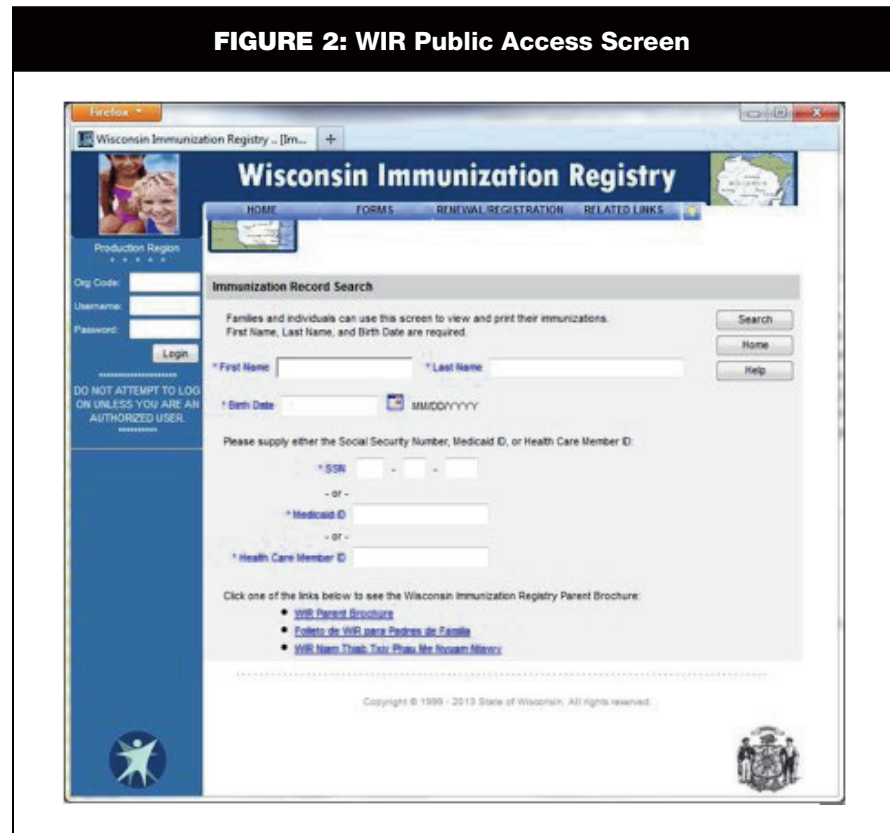 FIGURE 2: WIR Public Access Screen
Firefox
Wisconsin Immunization Registry .. [Im... +
Wisconsin Immunization Registry
WISCONSIN
HOME FORMS RENEWAL/REGISTRATION RELATED LINKS
Production Region
Org Code:
Username:
Password:
Login
DO NOT ATTEMPT TO LOG
ON UNLESS YOU ARE AN
AUTHORIZED USER.
Immunization Record Search
Families and individuals can use this screen to view and print their immunizations.
First Name, Last Name, and Birth Date are required.
Search
Home
Help
* First Name * Last Name
* Birth Date MM/DD/YYYY
Please supply either the Social Security Number, Medicaid ID, or Health Care Member ID:
* SSN - -
- or -
* Medicaid ID
- or -
* Health Care Member ID
Click one of the links below to see the Wisconsin Immunization Registry Parent Brochure:
• WIR Parent Brochure
• Folleto de WIR para Padres de Familia
• WIR Niam Thiab Txiv Phau Me Nyuam Ntawv
Copyright © 1999 - 2013 State of Wisconsin. All rights reserved.